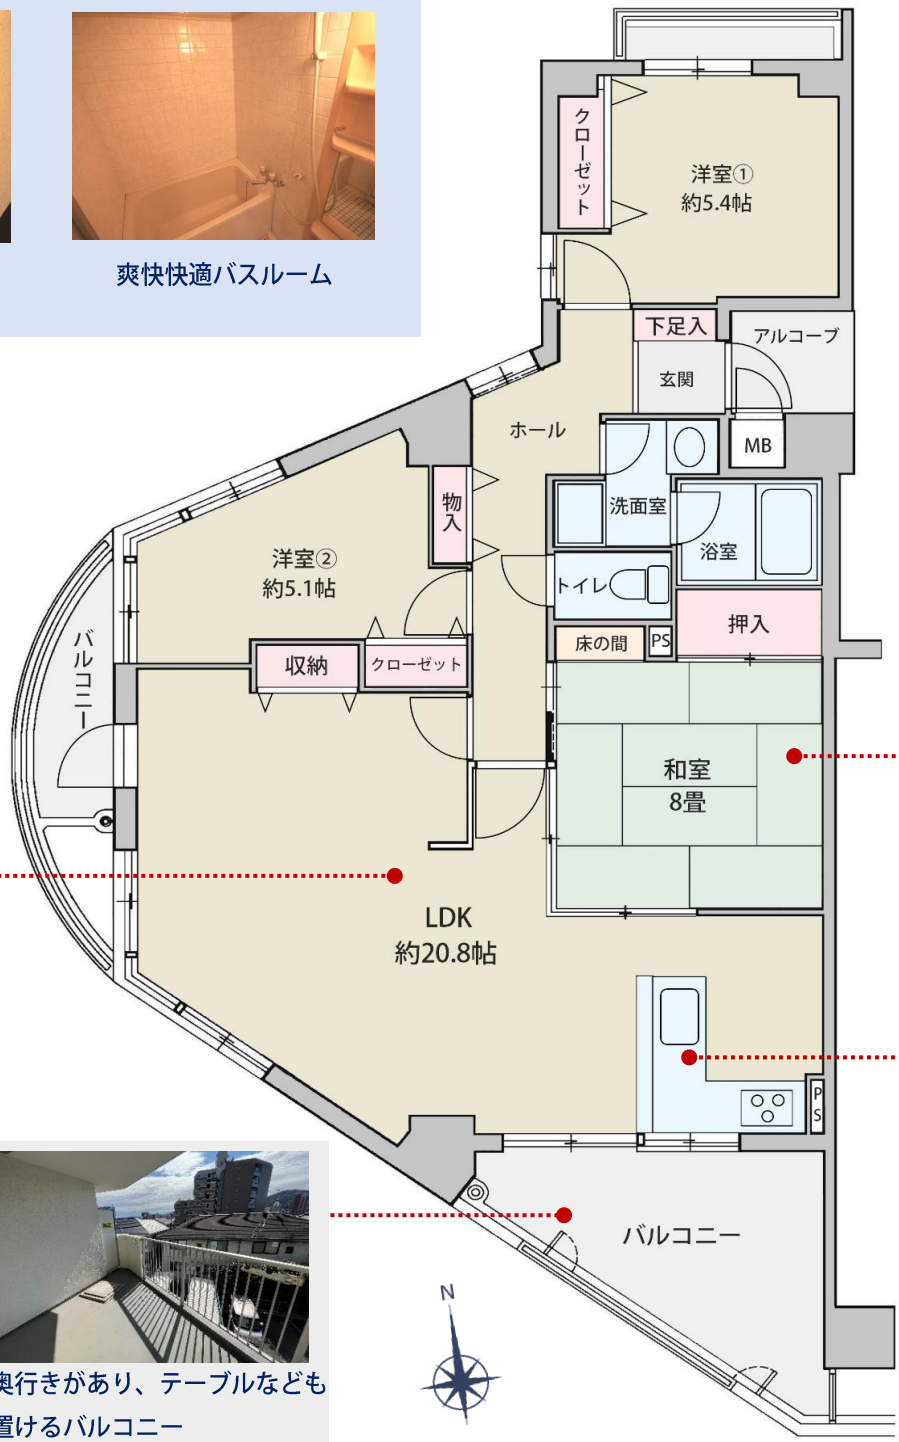 爽快快適バスルーム
クローゼット
洋室①
約5.4帖
下足入
アルコーブ
玄関
ホール
MB
物入
洗面室
浴室
洋室②
約5.1帖
トイレ
押入
床の間
PS
バルコニー
収納
クローゼット
和室
8畳
LDK
約20.8帖
PS
バルコニー
N
奥行きがあり、テーブルなども
置けるバルコニー